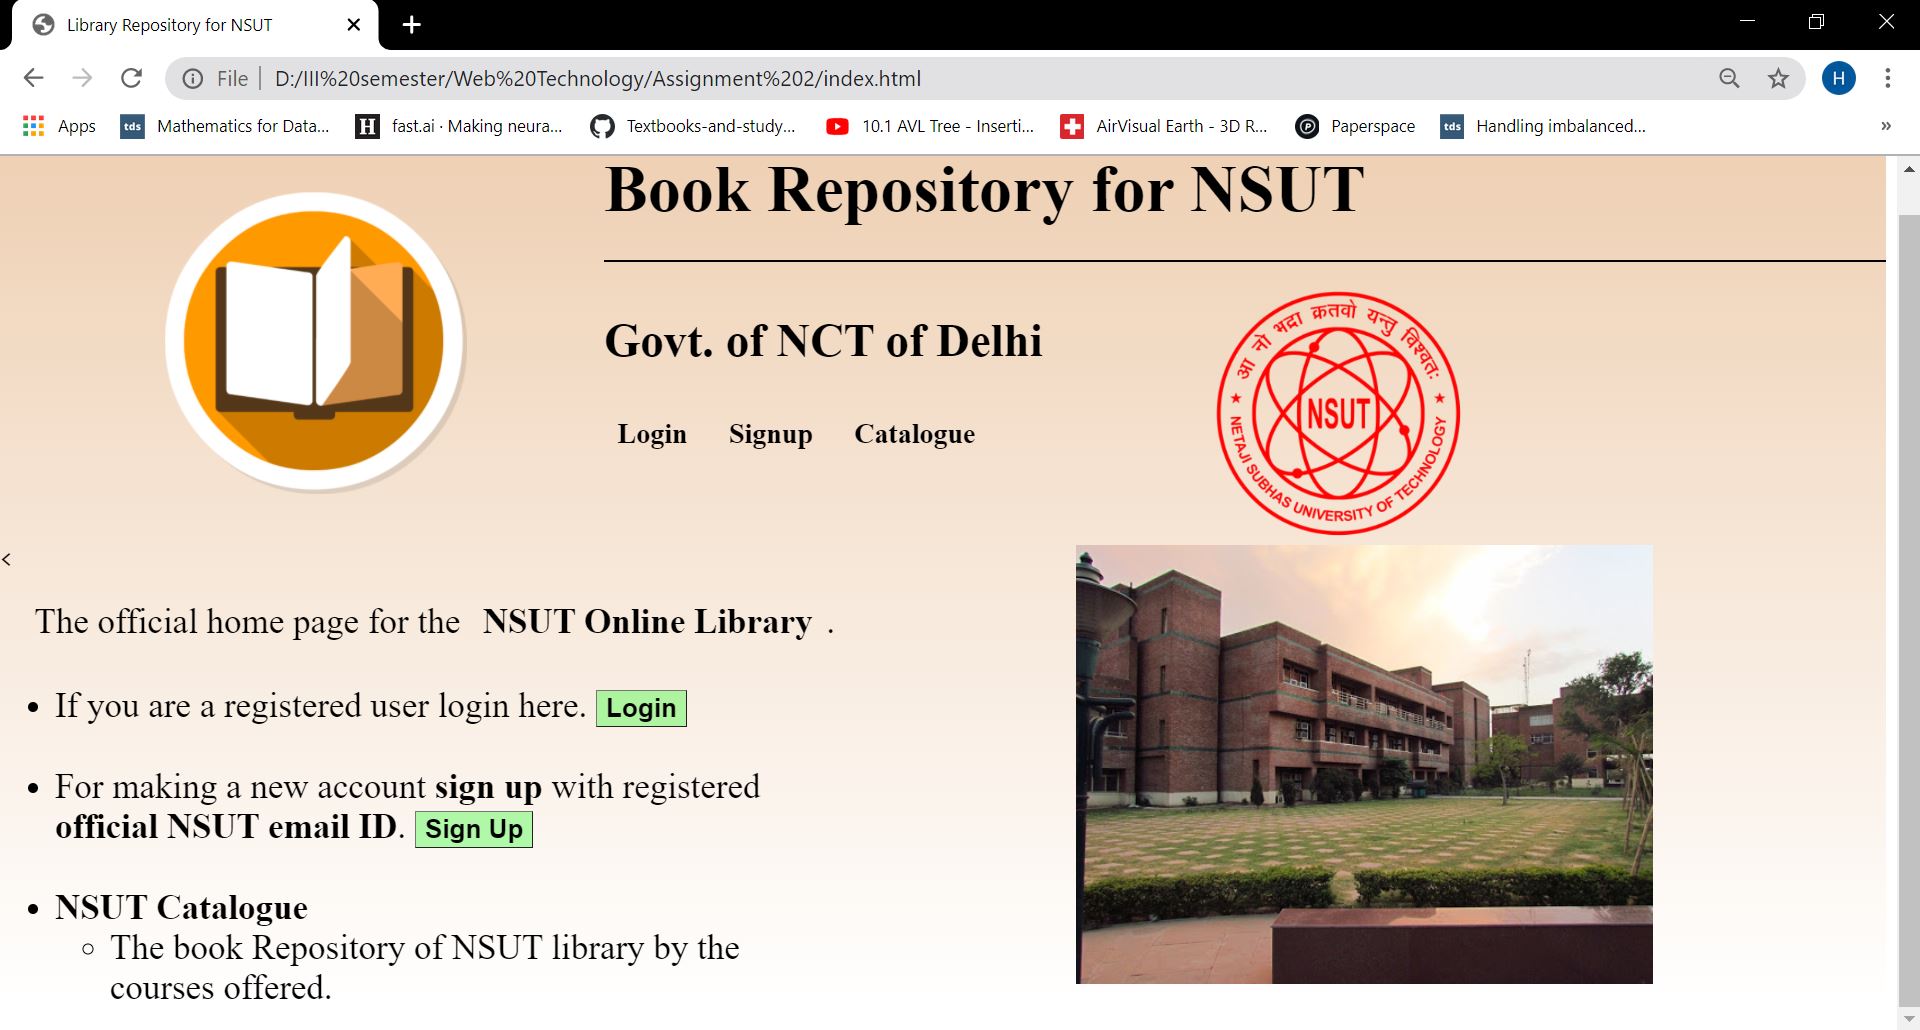 Library Repository for NSUT
File
D:/III%20semester/Web%20Technology/Assignment%202/index.html
H
Apps
tds Mathematics for Data...
H fast.ai · Making neura...
Textbooks-and-study...
10.1 AVL Tree - Inserti...
AirVisual Earth - 3D R...
P Paperspace
tds Handling imbalanced...
»
Book Repository for NSUT
Govt. of NCT of Delhi
Login Signup Catalogue
आ नो भद्रा क्रतवो यन्तु विश्वतः
NSUT
NETAJI SUBHAS UNIVERSITY OF TECHNOLOGY
<
The official home page for the NSUT Online Library .
• If you are a registered user login here. Login
• For making a new account sign up with registered
official NSUT email ID. Sign Up
• NSUT Catalogue
○ The book Repository of NSUT library by the
courses offered.